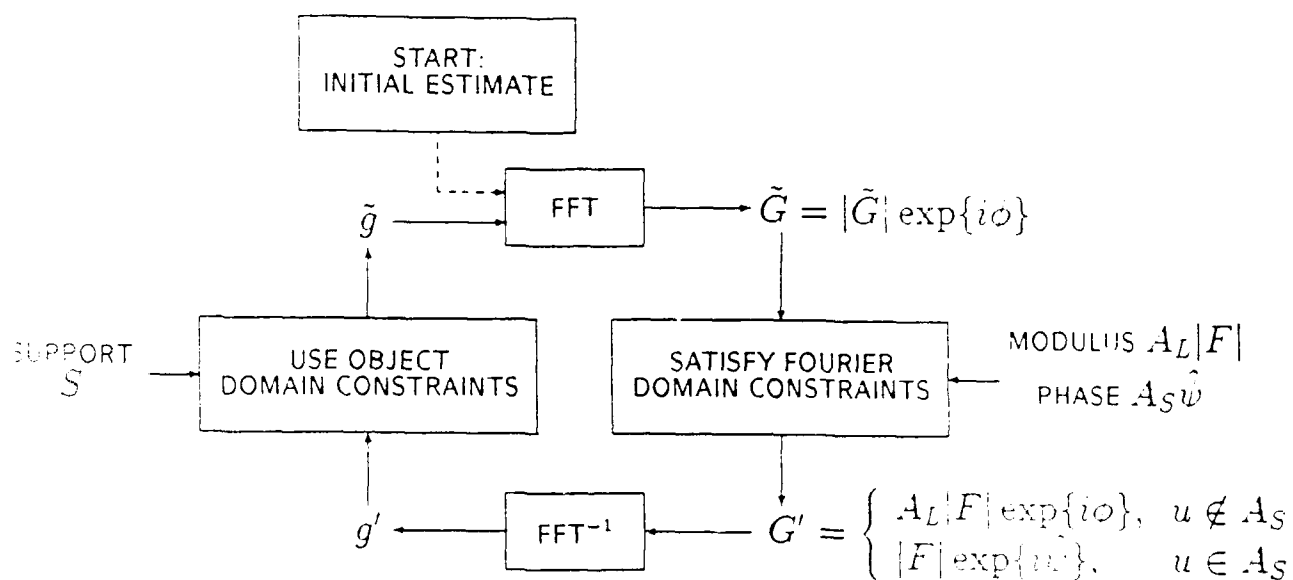 START:
INITIAL ESTIMATE
FFT
g̃
G̃ = |G̃| exp{iφ}
SUPPORT
S
USE OBJECT
DOMAIN CONSTRAINTS
SATISFY FOURIER
DOMAIN CONSTRAINTS
MODULUS A_L|F|
PHASE A_S ψ̂
g′
FFT⁻¹
G′ = { A_L|F| exp{iφ}, u ∉ A_S
|F| exp{iψ̂}, u ∈ A_S